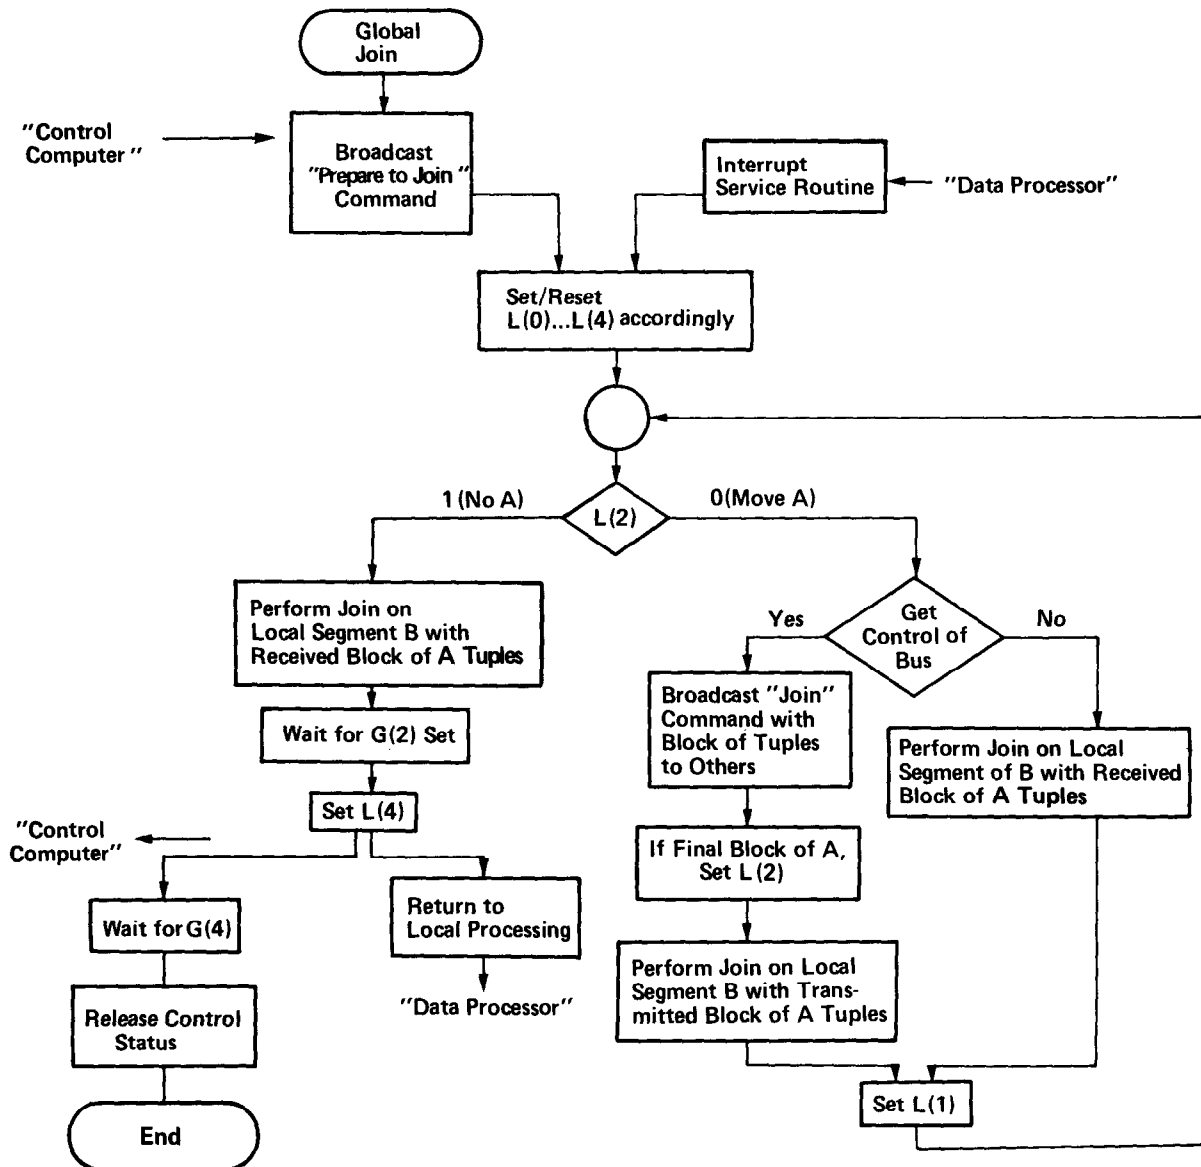 Global
Join
"Control
Computer"
Broadcast
"Prepare to Join"
Command
Interrupt
Service Routine
"Data Processor"
Set/Reset
L(0)...L(4) accordingly
1(No A)
L(2)
0(Move A)
Perform Join on
Local Segment B with
Received Block of A Tuples
Wait for G(2) Set
Set L(4)
"Control
Computer"
Wait for G(4)
Release Control
Status
End
Return to
Local Processing
"Data Processor"
Get
Control of
Bus
Yes
No
Broadcast "Join"
Command with
Block of Tuples
to Others
If Final Block of A,
Set L(2)
Perform Join on Local
Segment B with Trans-
mitted Block of A Tuples
Perform Join on Local
Segment of B with Received
Block of A Tuples
Set L(1)